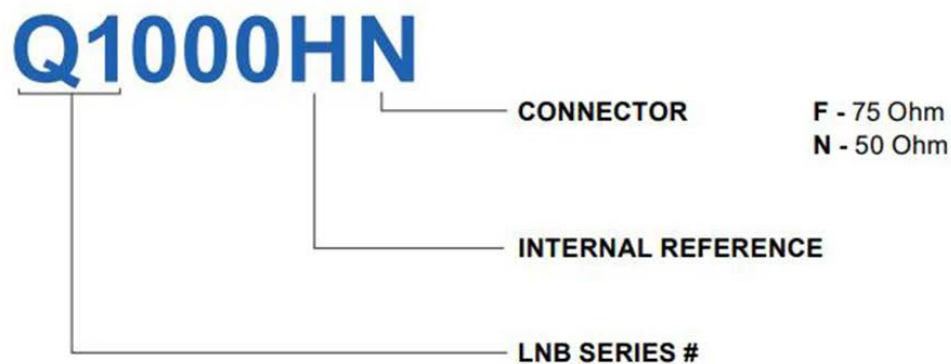 Q1000HN
CONNECTOR F - 75 Ohm
N - 50 Ohm
INTERNAL REFERENCE
LNB SERIES #